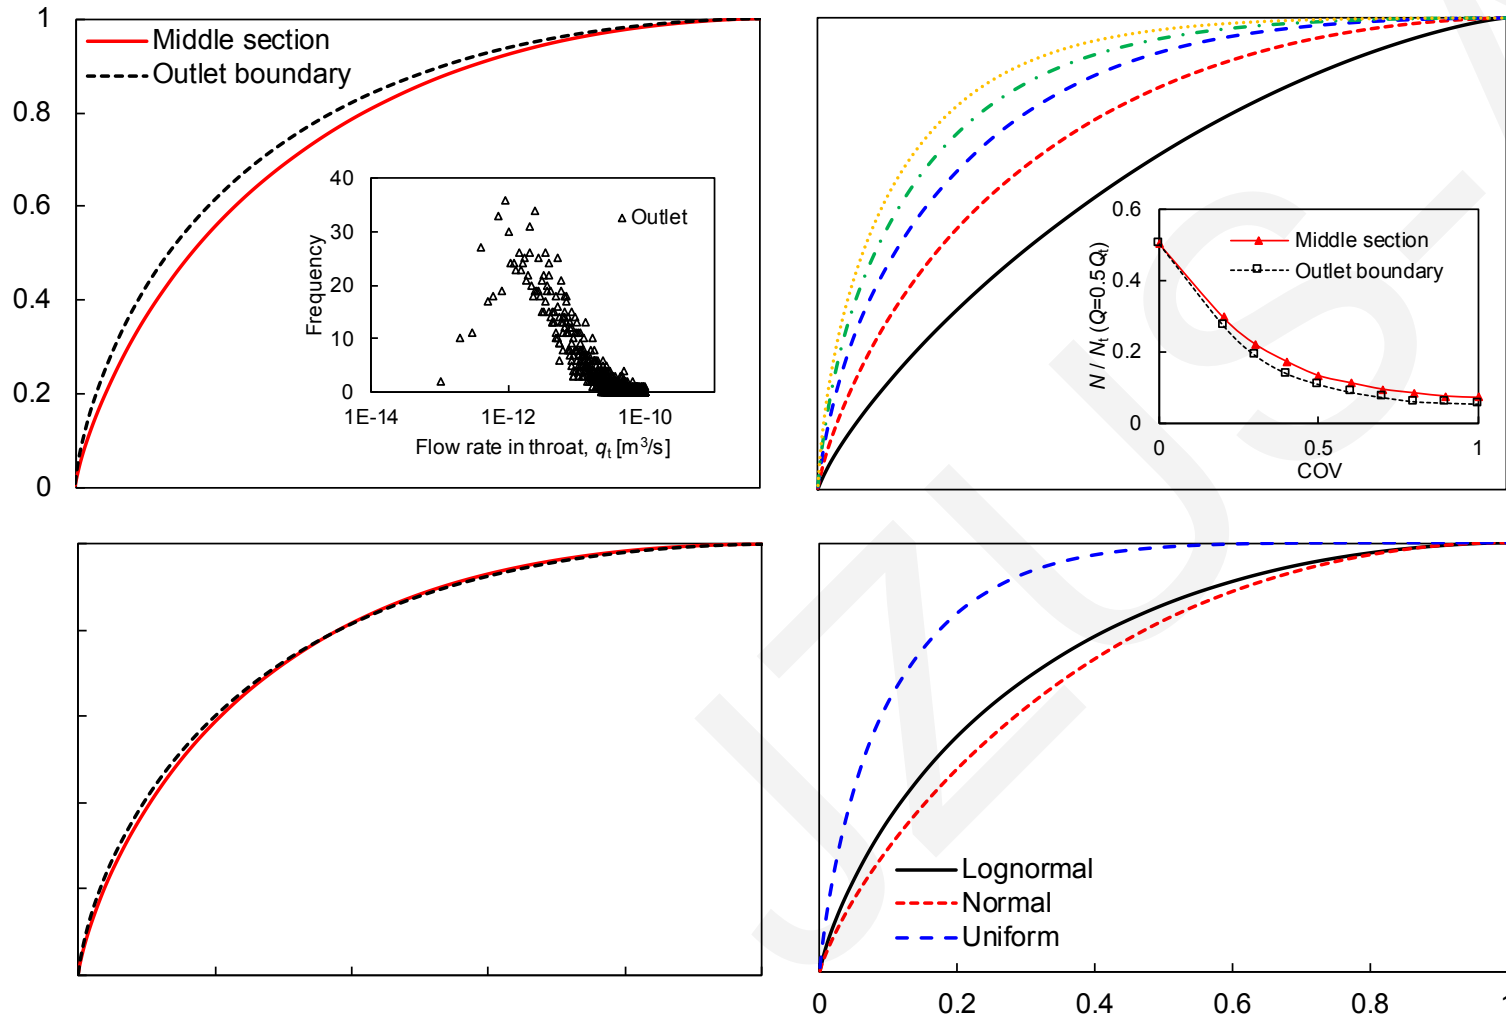 1
0.8
0.6
0.4
0.2
0
Middle section
Outlet boundary
40
30
20
10
0
Frequency
Outlet
1E-14
1E-12
1E-10
Flow rate in throat, qt [m³/s]
0.6
0.4
0.2
0
N / Nt (Q=0.5Qt)
Middle section
Outlet boundary
0
0.5
1
COV
Lognormal
Normal
Uniform
0
0.2
0.4
0.6
0.8
JZUS